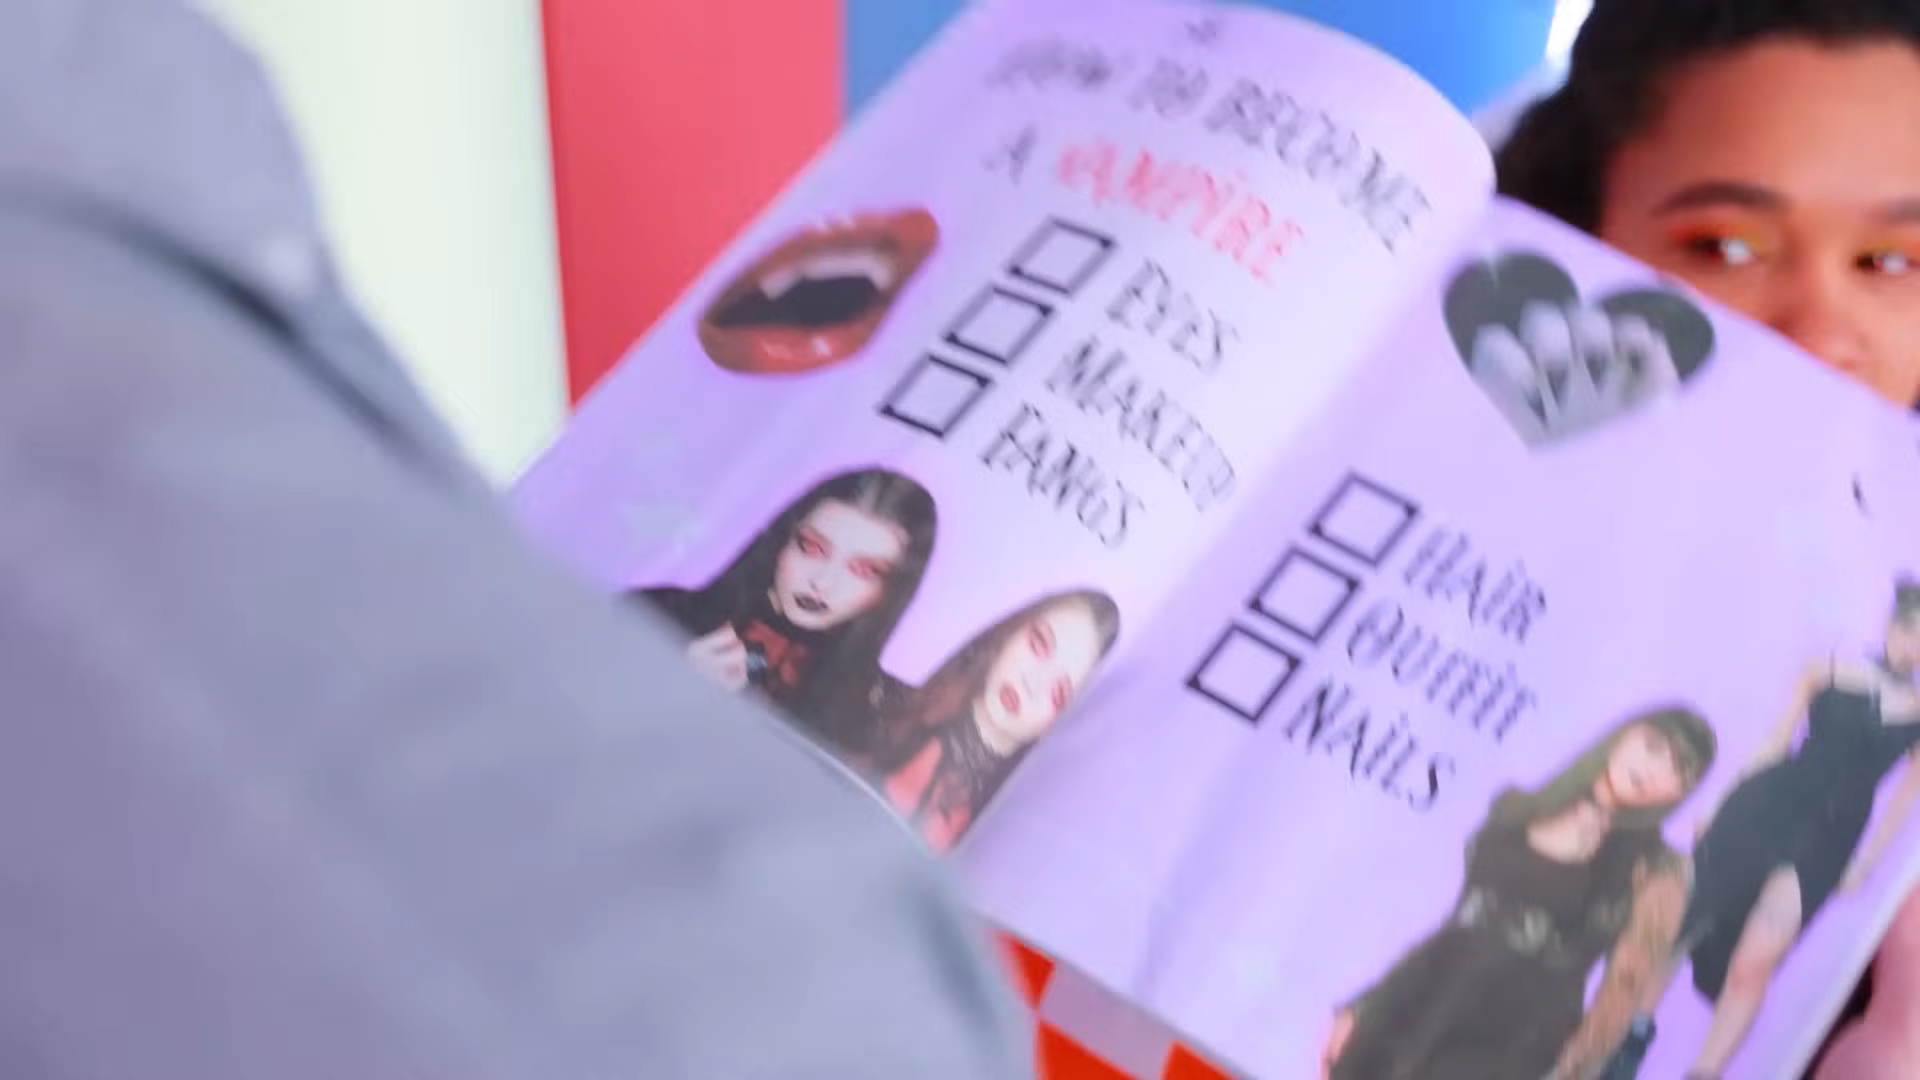 HOW TO BECOME
A VAMPIRE
EYES
MAKEUP
FANGS
HAIR
OUTFIT
NAILS